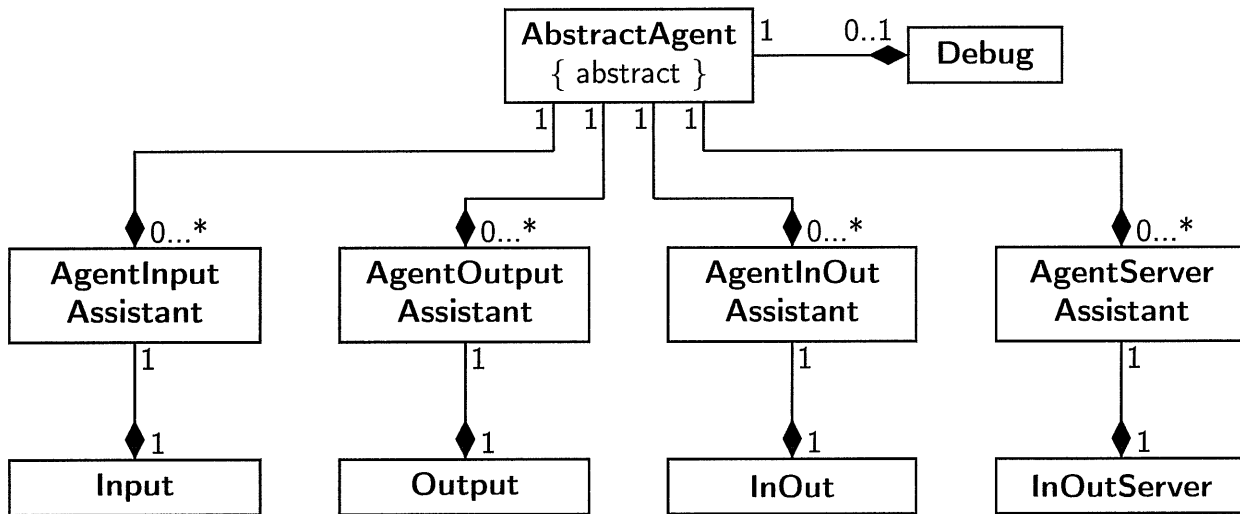 AbstractAgent
{ abstract }
1
0..1
Debug
1
1
1
1
0...*
0...*
0...*
0...*
AgentInput
Assistant
AgentOutput
Assistant
AgentInOut
Assistant
AgentServer
Assistant
1
1
1
1
1
1
1
1
Input
Output
InOut
InOutServer